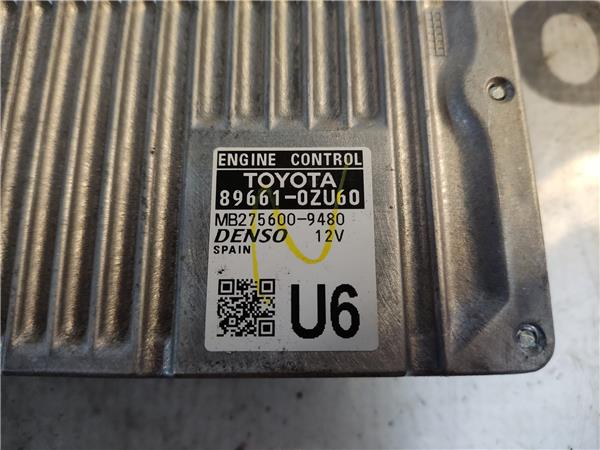 ENGINE CONTROL
TOYOTA
89661-0ZU60
MB275600-9480
DENSO 12V
SPAIN
U6